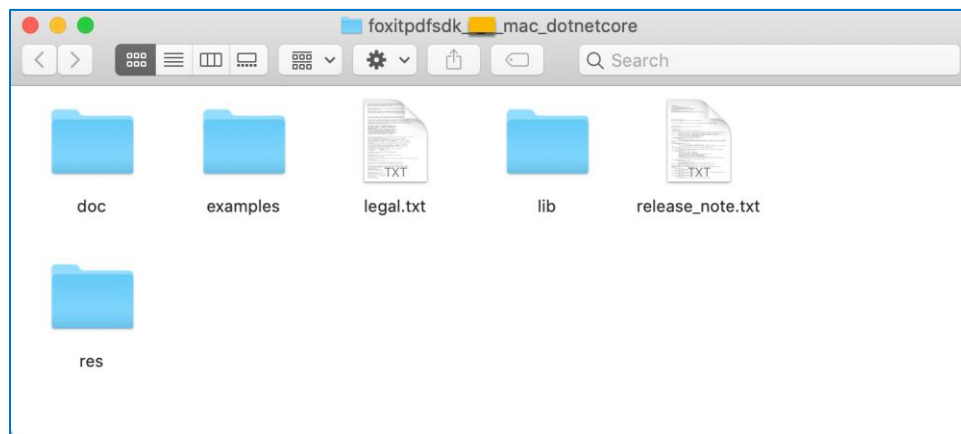 foxitpdfsdk_ _mac_dotnetcore
Search
TXT
TXT
doc
examples
legal.txt
lib
release_note.txt
res